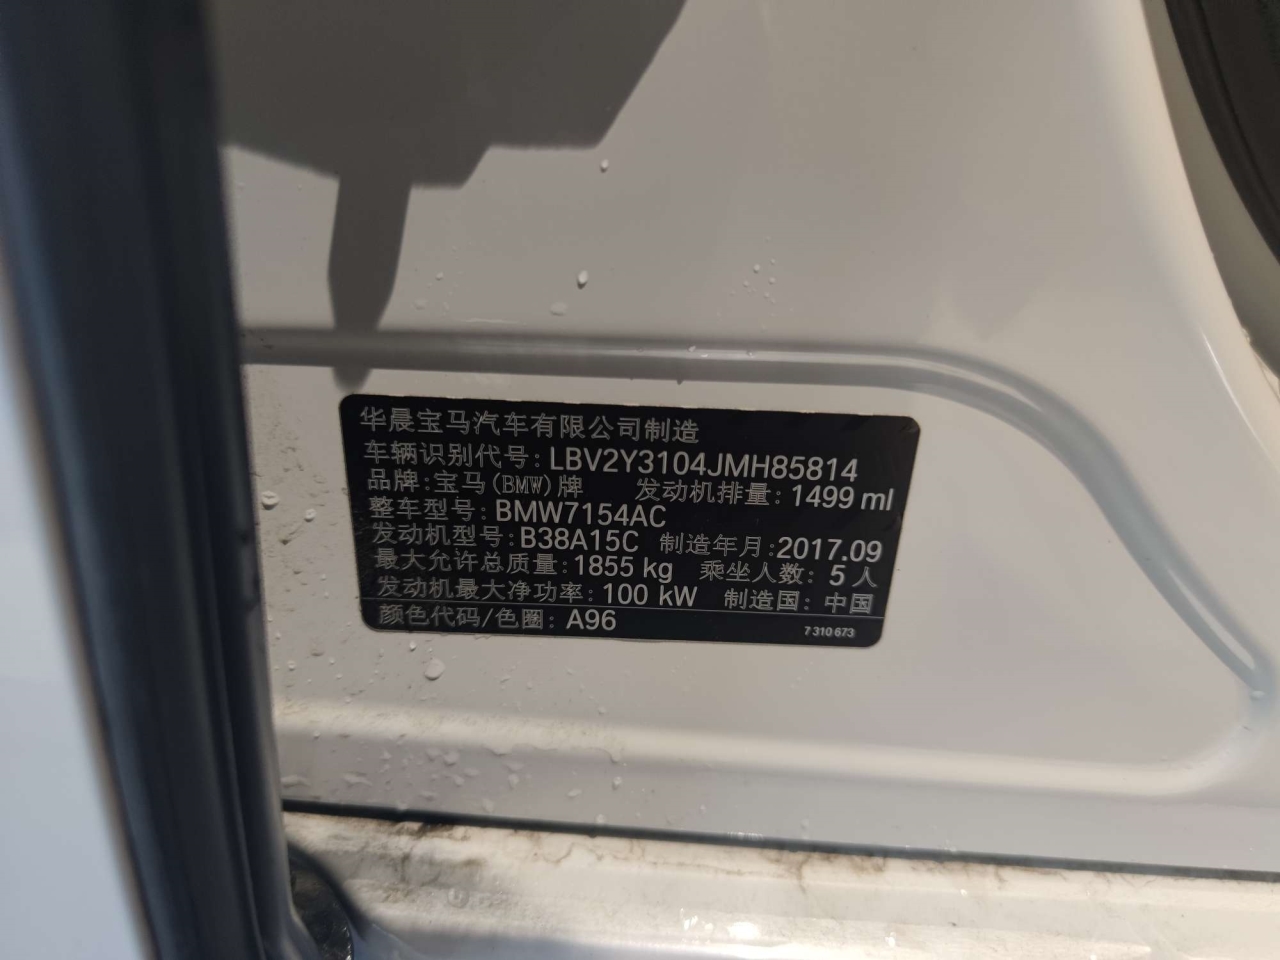 华晨宝马汽车有限公司制造
车辆识别代号: LBV2Y3104JMH85814
品牌: 宝马(BMW)牌 发动机排量: 1499 ml
整车型号: BMW7154AC
发动机型号: B38A15C 制造年月: 2017.09
最大允许总质量: 1855 kg 乘坐人数: 5人
发动机最大净功率: 100 kW 制造国: 中国
颜色代码/色圈: A96 7 310 673